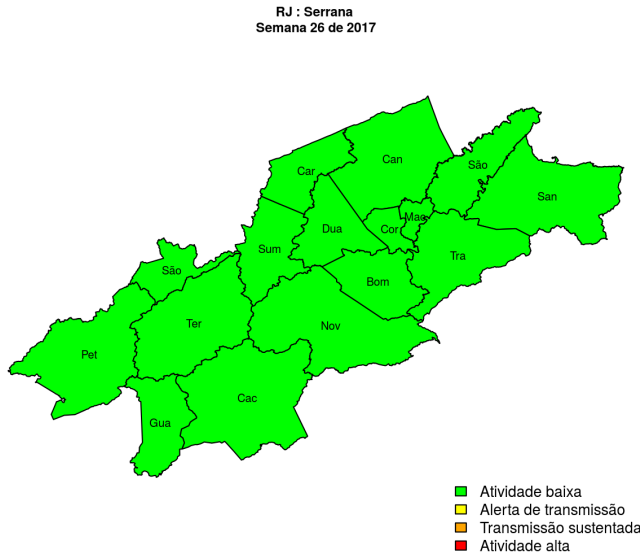 RJ : Serrana
Semana 26 de 2017
Can
São
Car
San
Mac
Dua
Cor
Sum
Tra
São
Bom
Ter
Nov
Pet
Cac
Gua
Atividade baixa
Alerta de transmissão
Transmissão sustentada
Atividade alta